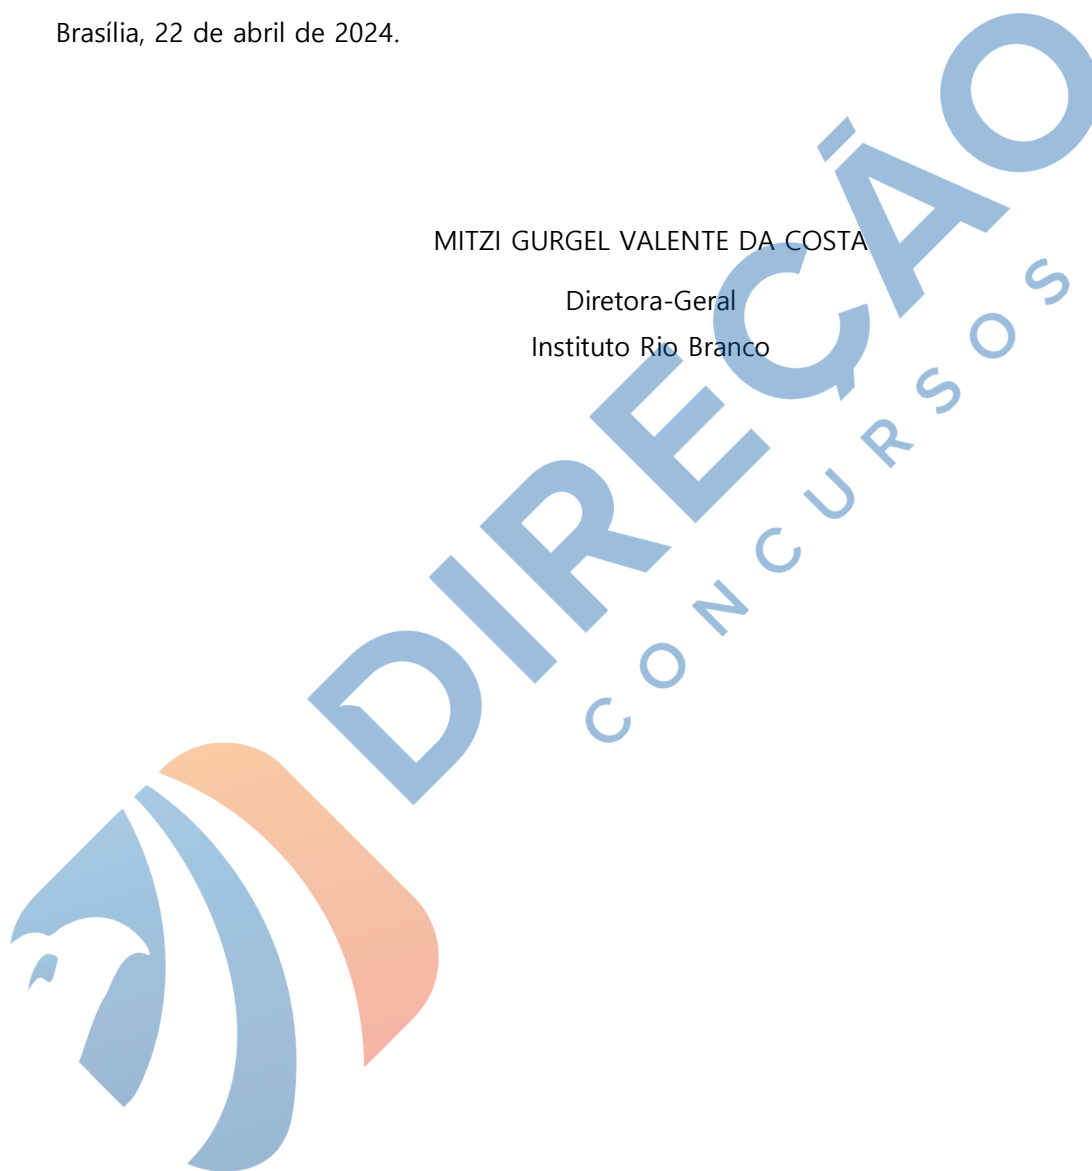 Brasília, 22 de abril de 2024.
MITZI GURGEL VALENTE DA COSTA
Diretora-Geral
Instituto Rio Branco
DIREÇÃO
CONCURSOS